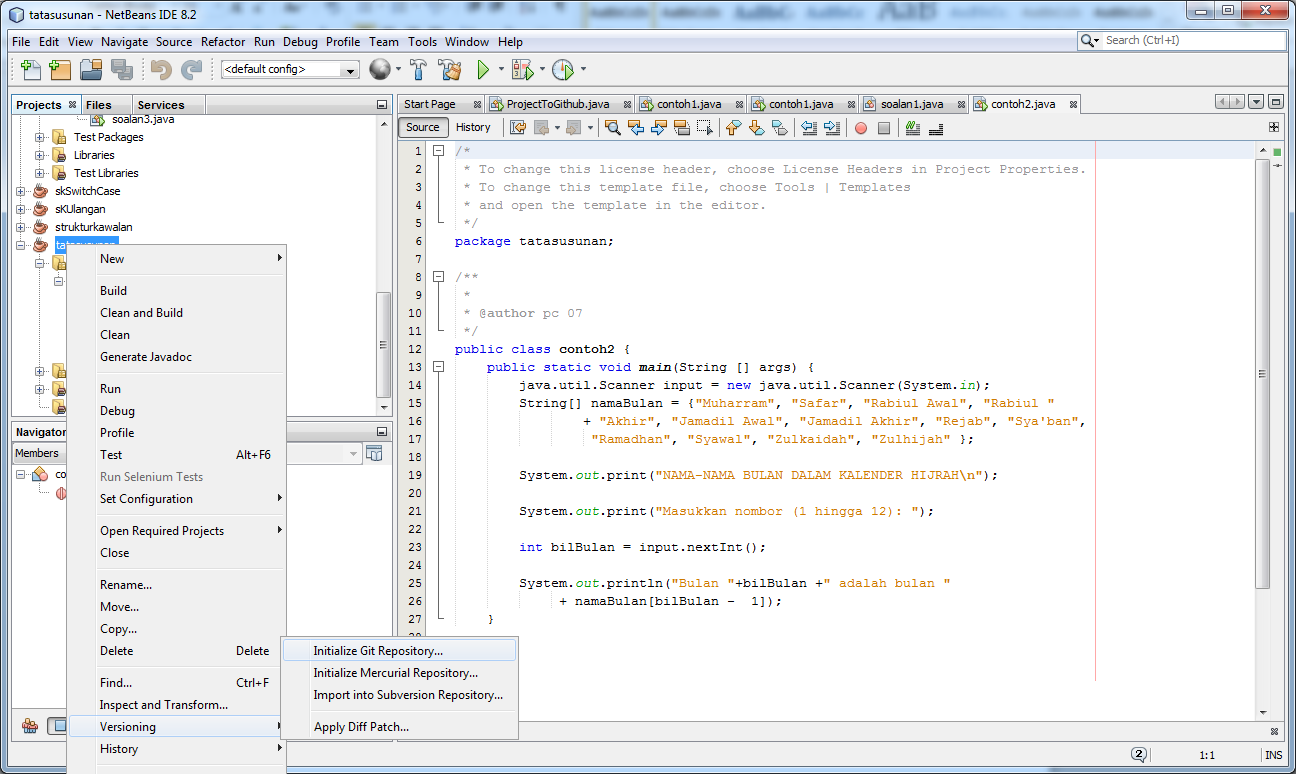 tatasusunan - NetBeans IDE 8.2
File Edit View Navigate Source Refactor Run Debug Profile Team Tools Window Help
Search (Ctrl+I)
<default config>
Projects Files Services
soalan3.java
Test Packages
Libraries
Test Libraries
skSwitchCase
sKUlangan
strukturkawalan
tatasusunan
New
Build
Clean and Build
Clean
Generate Javadoc
Run
Debug
Profile
Test Alt+F6
Run Selenium Tests
Set Configuration
Open Required Projects
Close
Rename...
Move...
Copy...
Delete Delete
Find... Ctrl+F
Inspect and Transform...
Versioning
History
Initialize Git Repository...
Initialize Mercurial Repository...
Import into Subversion Repository...
Apply Diff Patch...
Navigator
Members
co
Start Page ProjectToGithub.java contoh1.java contoh1.java soalan1.java contoh2.java
Source History
1 /*
2 * To change this license header, choose License Headers in Project Properties.
3 * To change this template file, choose Tools | Templates
4 * and open the template in the editor.
5 */
6 package tatasusunan;
7
8 /**
9 *
10 * @author pc 07
11 */
12 public class contoh2 {
13 public static void main(String [] args) {
14 java.util.Scanner input = new java.util.Scanner(System.in);
15 String[] namaBulan = {"Muharram", "Safar", "Rabiul Awal", "Rabiul "
16 + "Akhir", "Jamadil Awal", "Jamadil Akhir", "Rejab", "Sya'ban",
17 "Ramadhan", "Syawal", "Zulkaidah", "Zulhijah" };
18
19 System.out.print("NAMA-NAMA BULAN DALAM KALENDER HIJRAH\n");
20
21 System.out.print("Masukkan nombor (1 hingga 12): ");
22
23 int bilBulan = input.nextInt();
24
25 System.out.println("Bulan "+bilBulan +" adalah bulan "
26 + namaBulan[bilBulan - 1]);
27 }
2 1:1 INS